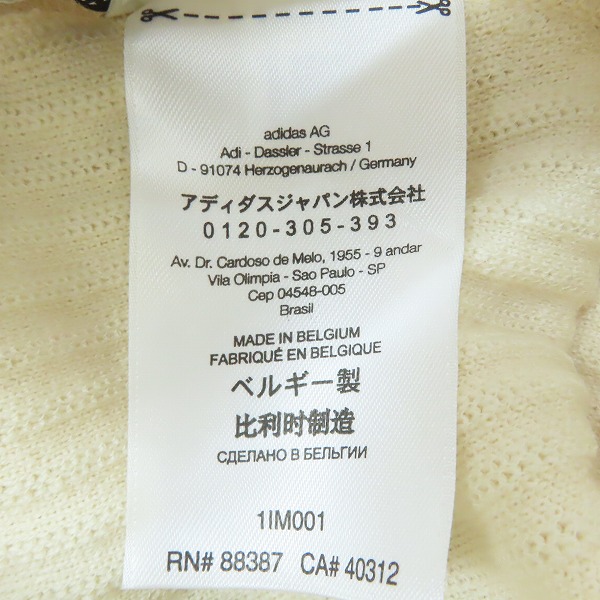 adidas AG
Adi - Dassler - Strasse 1
D - 91074 Herzogenaurach / Germany
アディダスジャパン株式会社
0120-305-393
Av. Dr. Cardoso de Melo, 1955 - 9 andar
Vila Olimpia - Sao Paulo - SP
Cep 04548-005
Brasil
MADE IN BELGIUM
FABRIQUÉ EN BELGIQUE
ベルギー製
比利时制造
СДЕЛАНО В БЕЛЬГИИ
1IM001
RN# 88387 CA# 40312